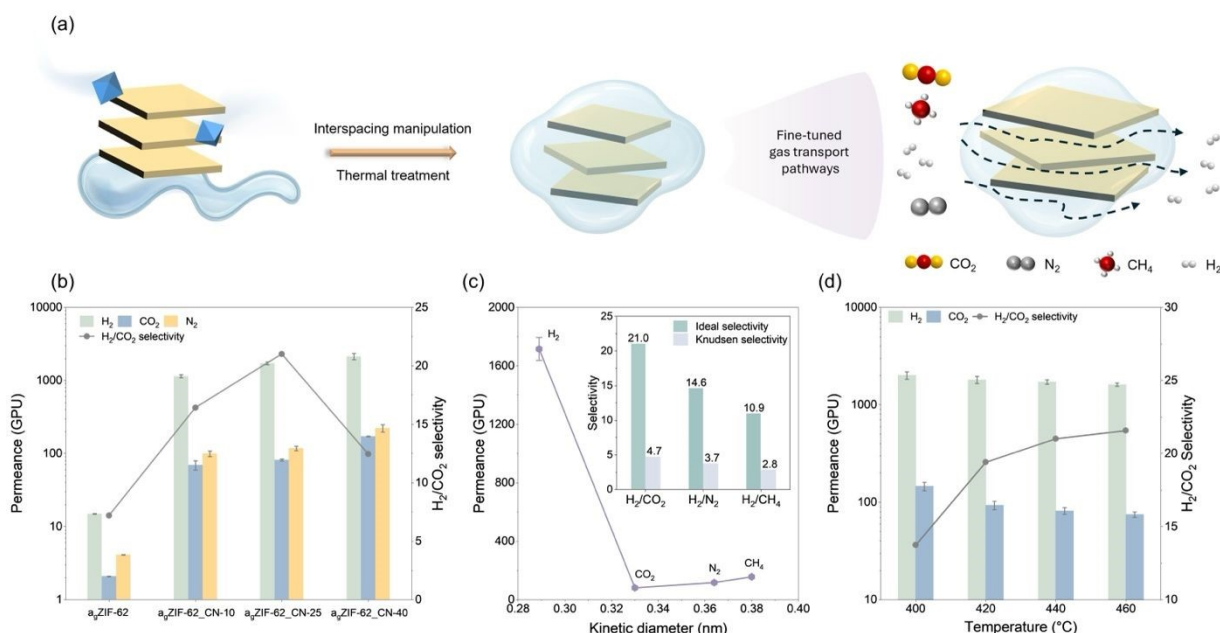 (a)
Interspacing manipulation
Thermal treatment
Fine-tuned
gas transport
pathways
CO₂ N₂ CH₄ H₂
(b)
H₂ CO₂ N₂
H₂/CO₂ selectivity
Permeance (GPU)
10000
1000
100
10
1
25
20
15
10
5
0
H₂/CO₂ selectivity
agZIF-62 agZIF-62_CN-10 agZIF-62_CN-25 agZIF-62_CN-40
(c)
Permeance (GPU)
2000
1600
1200
800
400
0
H₂
CO₂
N₂
CH₄
0.28 0.30 0.32 0.34 0.36 0.38 0.40
Kinetic diameter (nm)
Ideal selectivity
Knudsen selectivity
Selectivity
25
20
15
10
5
0
21.0
4.7
14.6
3.7
10.9
2.8
H₂/CO₂ H₂/N₂ H₂/CH₄
(d)
H₂ CO₂ H₂/CO₂ selectivity
Permeance (GPU)
10000
1000
100
10
30
25
20
15
10
H₂/CO₂ Selectivity
400 420 440 460
Temperature (°C)